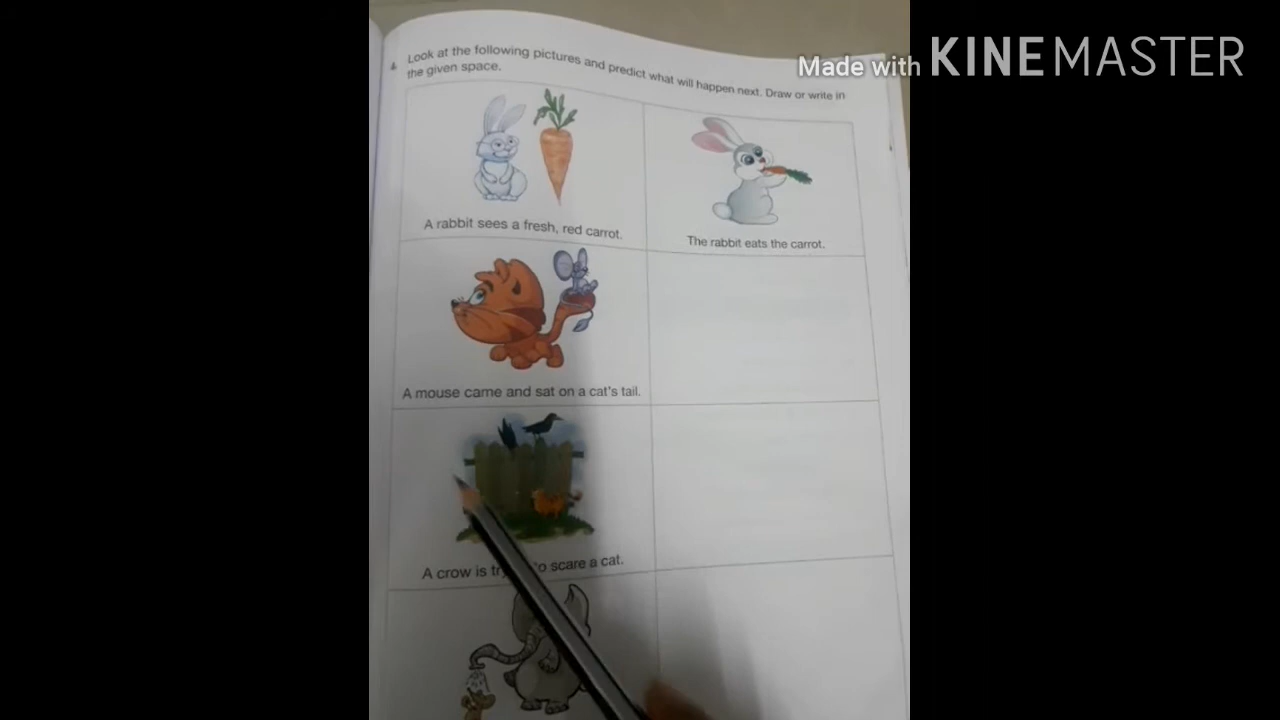 Made with KINEMASTER
4 Look at the following pictures and predict what will happen next. Draw or write in
the given space.
A rabbit sees a fresh, red carrot.
The rabbit eats the carrot.
A mouse came and sat on a cat's tail.
A crow is to scare a cat.